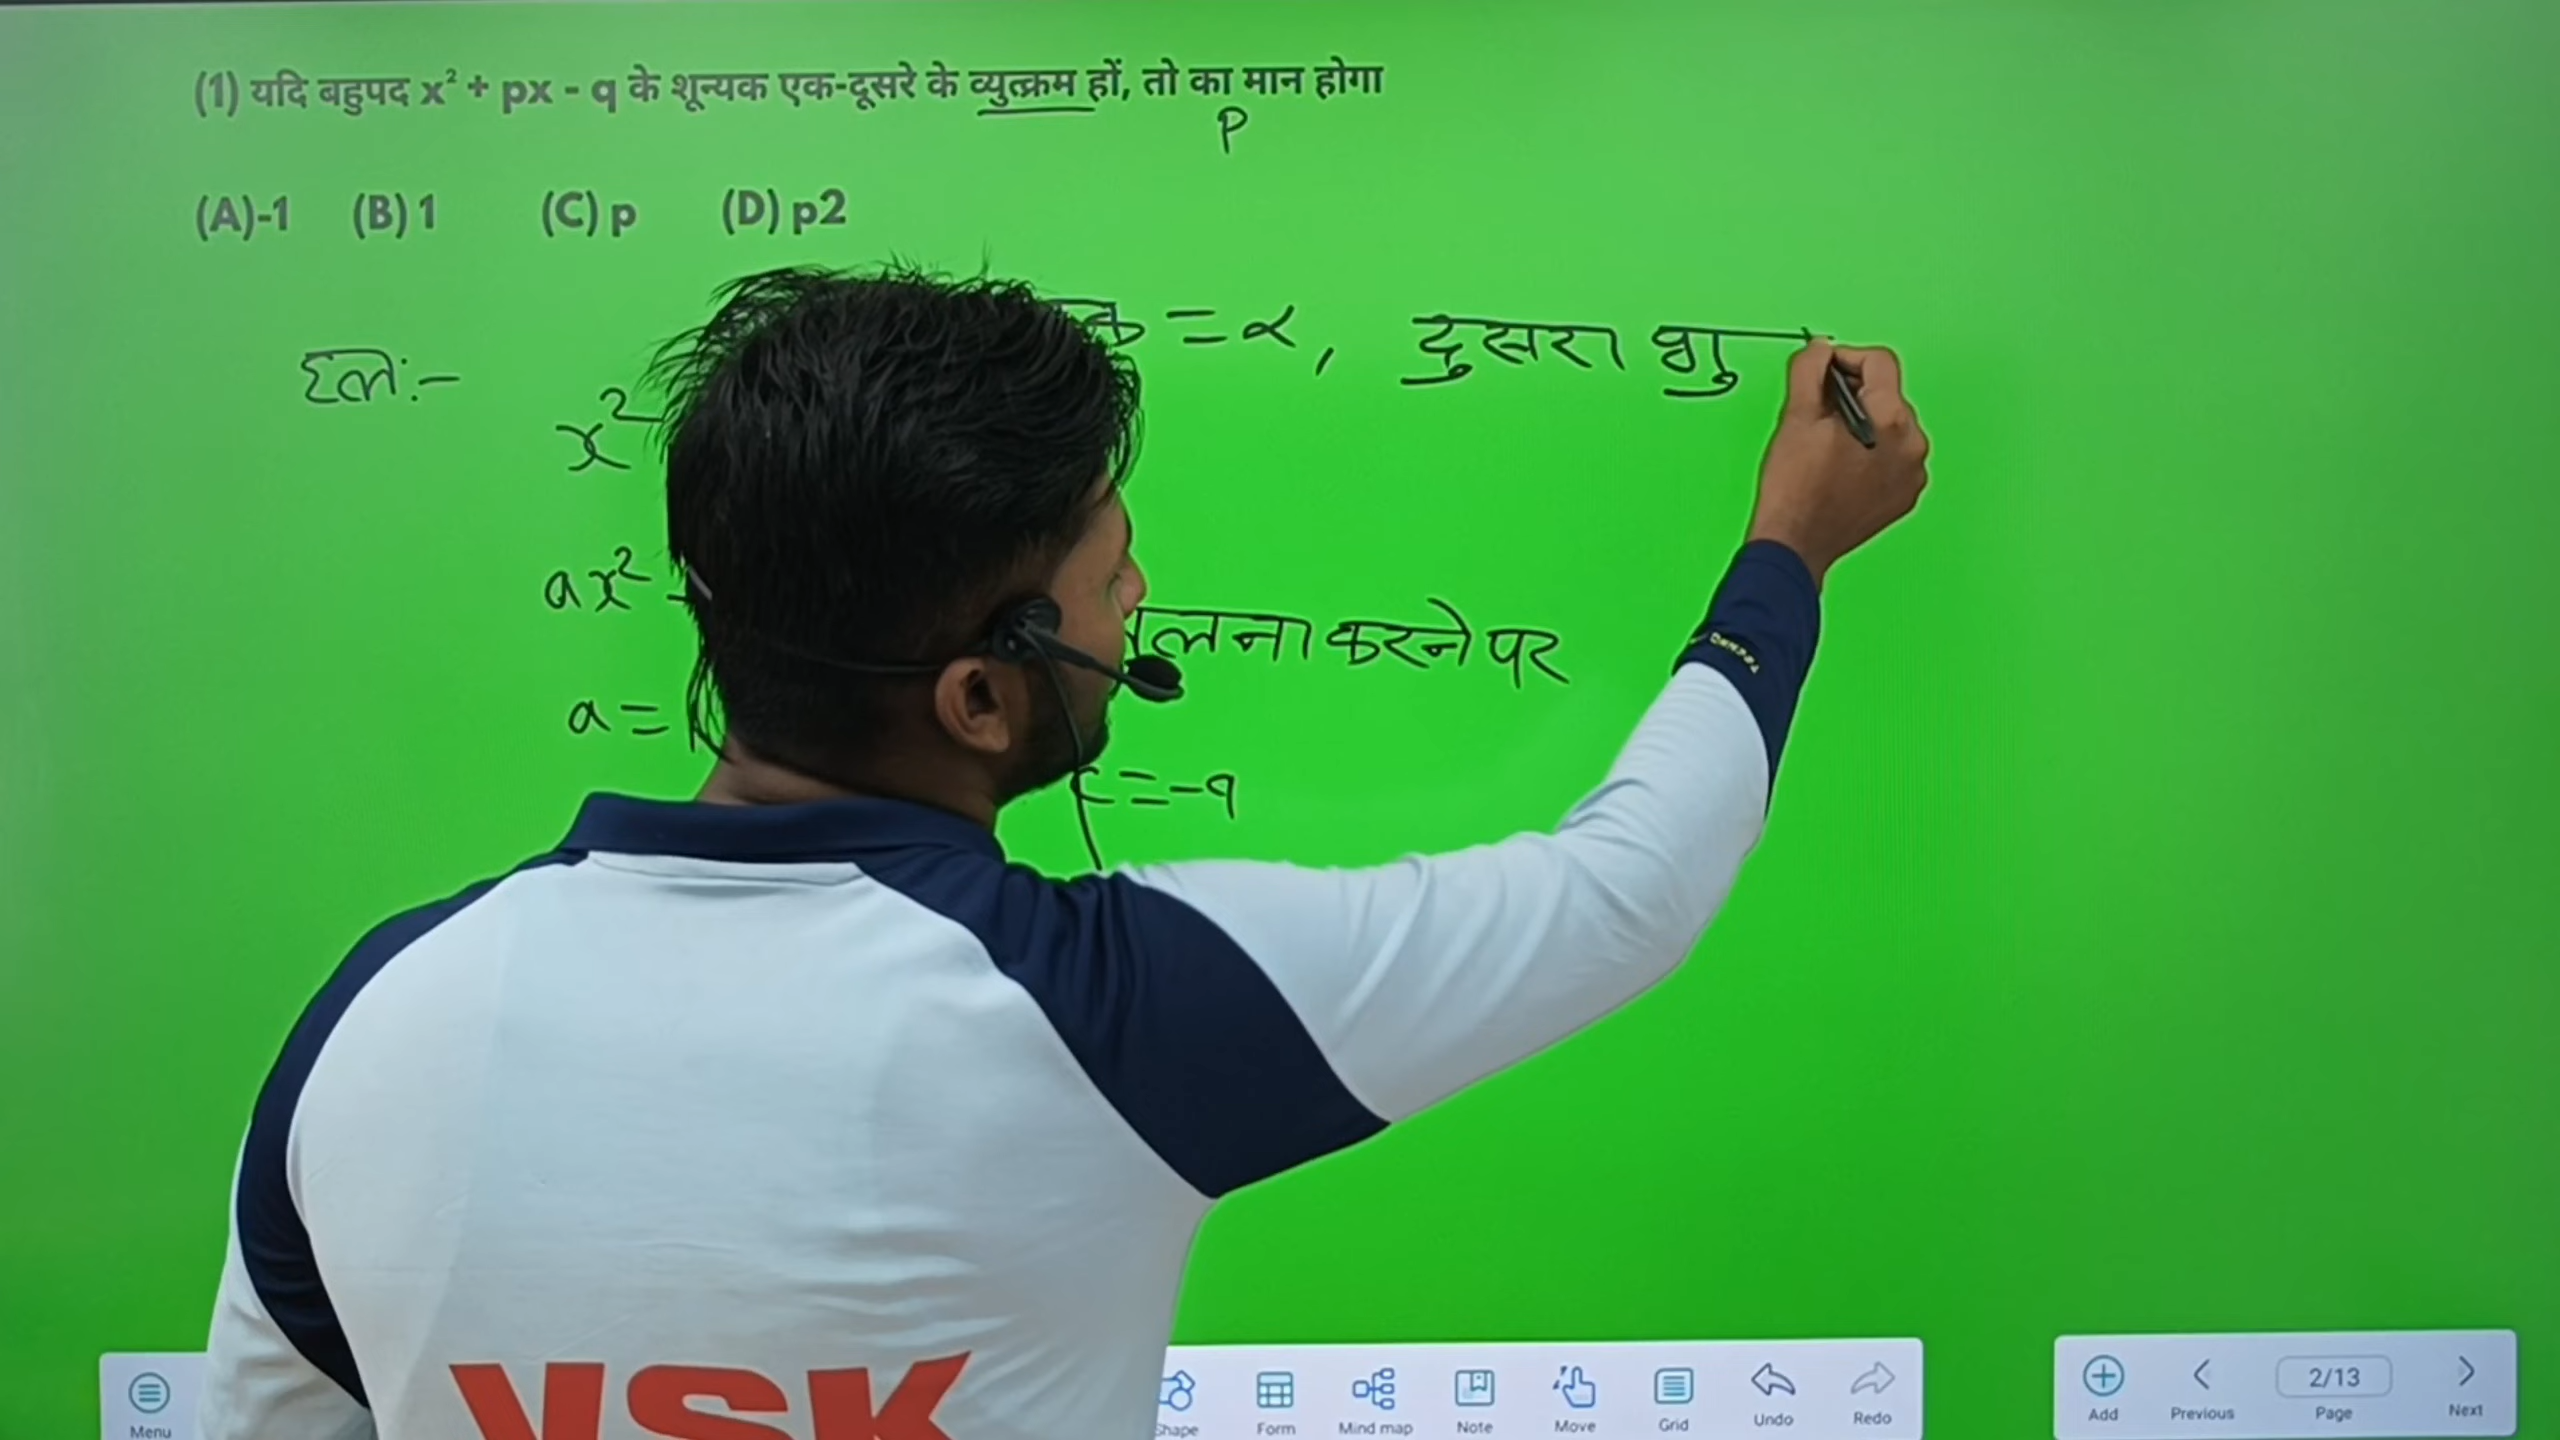 (1) यदि बहुपद x² + px - q के शून्यक एक-दूसरे के व्युत्क्रम हों, तो का मान होगा
P
(A)-1 (B) 1 (C) p (D) p2
= α, दुसरा शु
हल:-
x²
ax²
तुलना करने पर
a =
c = -q
VSK
Menu Shape Form Mind map Note Move Grid Undo Redo Add Previous 2/13 Page Next